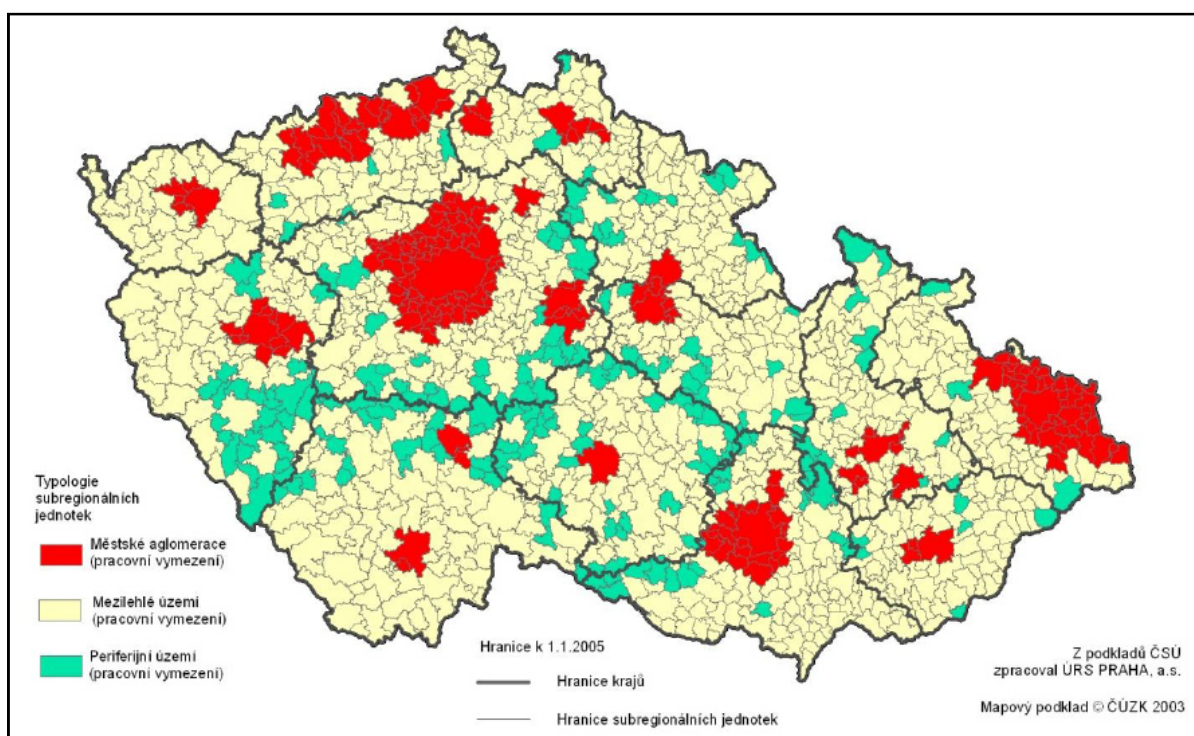 Typologie
subregionálních
jednotek
Městské aglomerace
(pracovní vymezení)
Mezilehlé území
(pracovní vymezení)
Periferijní území
(pracovní vymezení)
Hranice k 1.1.2005
Hranice krajů
Hranice subregionálních jednotek
Z podkladů ČSÚ
zpracoval ÚRS PRAHA, a.s.
Mapový podklad © ČÚZK 2003